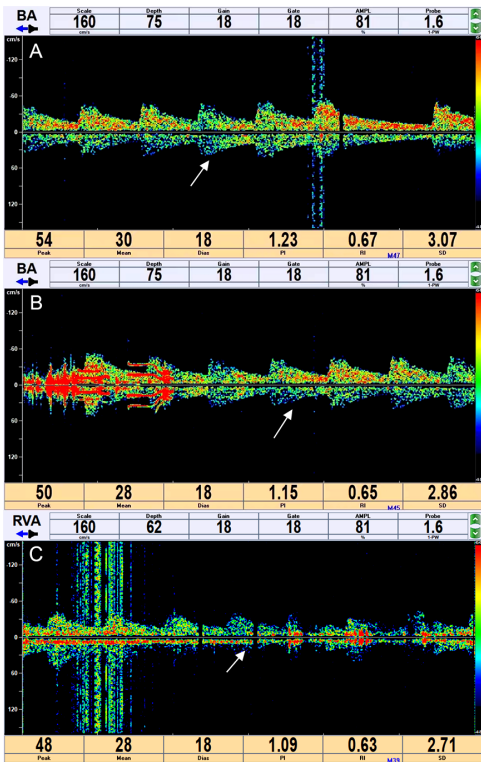 BA Scale 160 cm/s Depth 75 Gain 18 Gate 18 AMPL 81 % Probe 1.6 1-PW
cm/s
A
-120
-60
0
60
120
54 30 18 1.23 0.67 3.07
Peak Mean Dias PI RI M47 SD
BA Scale 160 cm/s Depth 75 Gain 18 Gate 18 AMPL 81 % Probe 1.6 1-PW
cm/s
B
-120
-60
0
60
120
50 28 18 1.15 0.65 2.86
Peak Mean Dias PI RI M45 SD
RVA Scale 160 cm/s Depth 62 Gain 18 Gate 18 AMPL 81 % Probe 1.6 1-PW
cm/s
C
-120
-60
0
60
120
48 28 18 1.09 0.63 2.71
Peak Mean Dias PI RI M39 SD